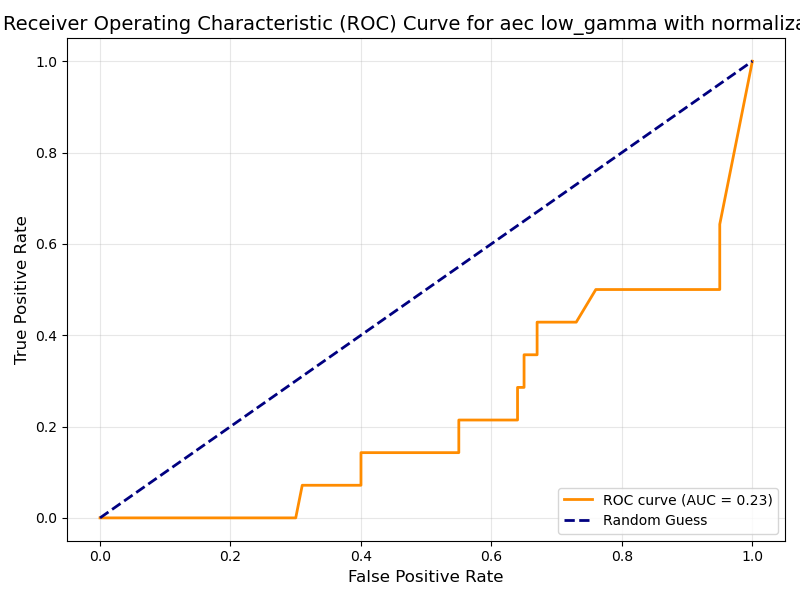 Receiver Operating Characteristic (ROC) Curve for aec low_gamma with normaliza
1.0
0.8
0.6
0.4
0.2
0.0
True Positive Rate
ROC curve (AUC = 0.23)
Random Guess
0.0 0.2 0.4 0.6 0.8 1.0
False Positive Rate